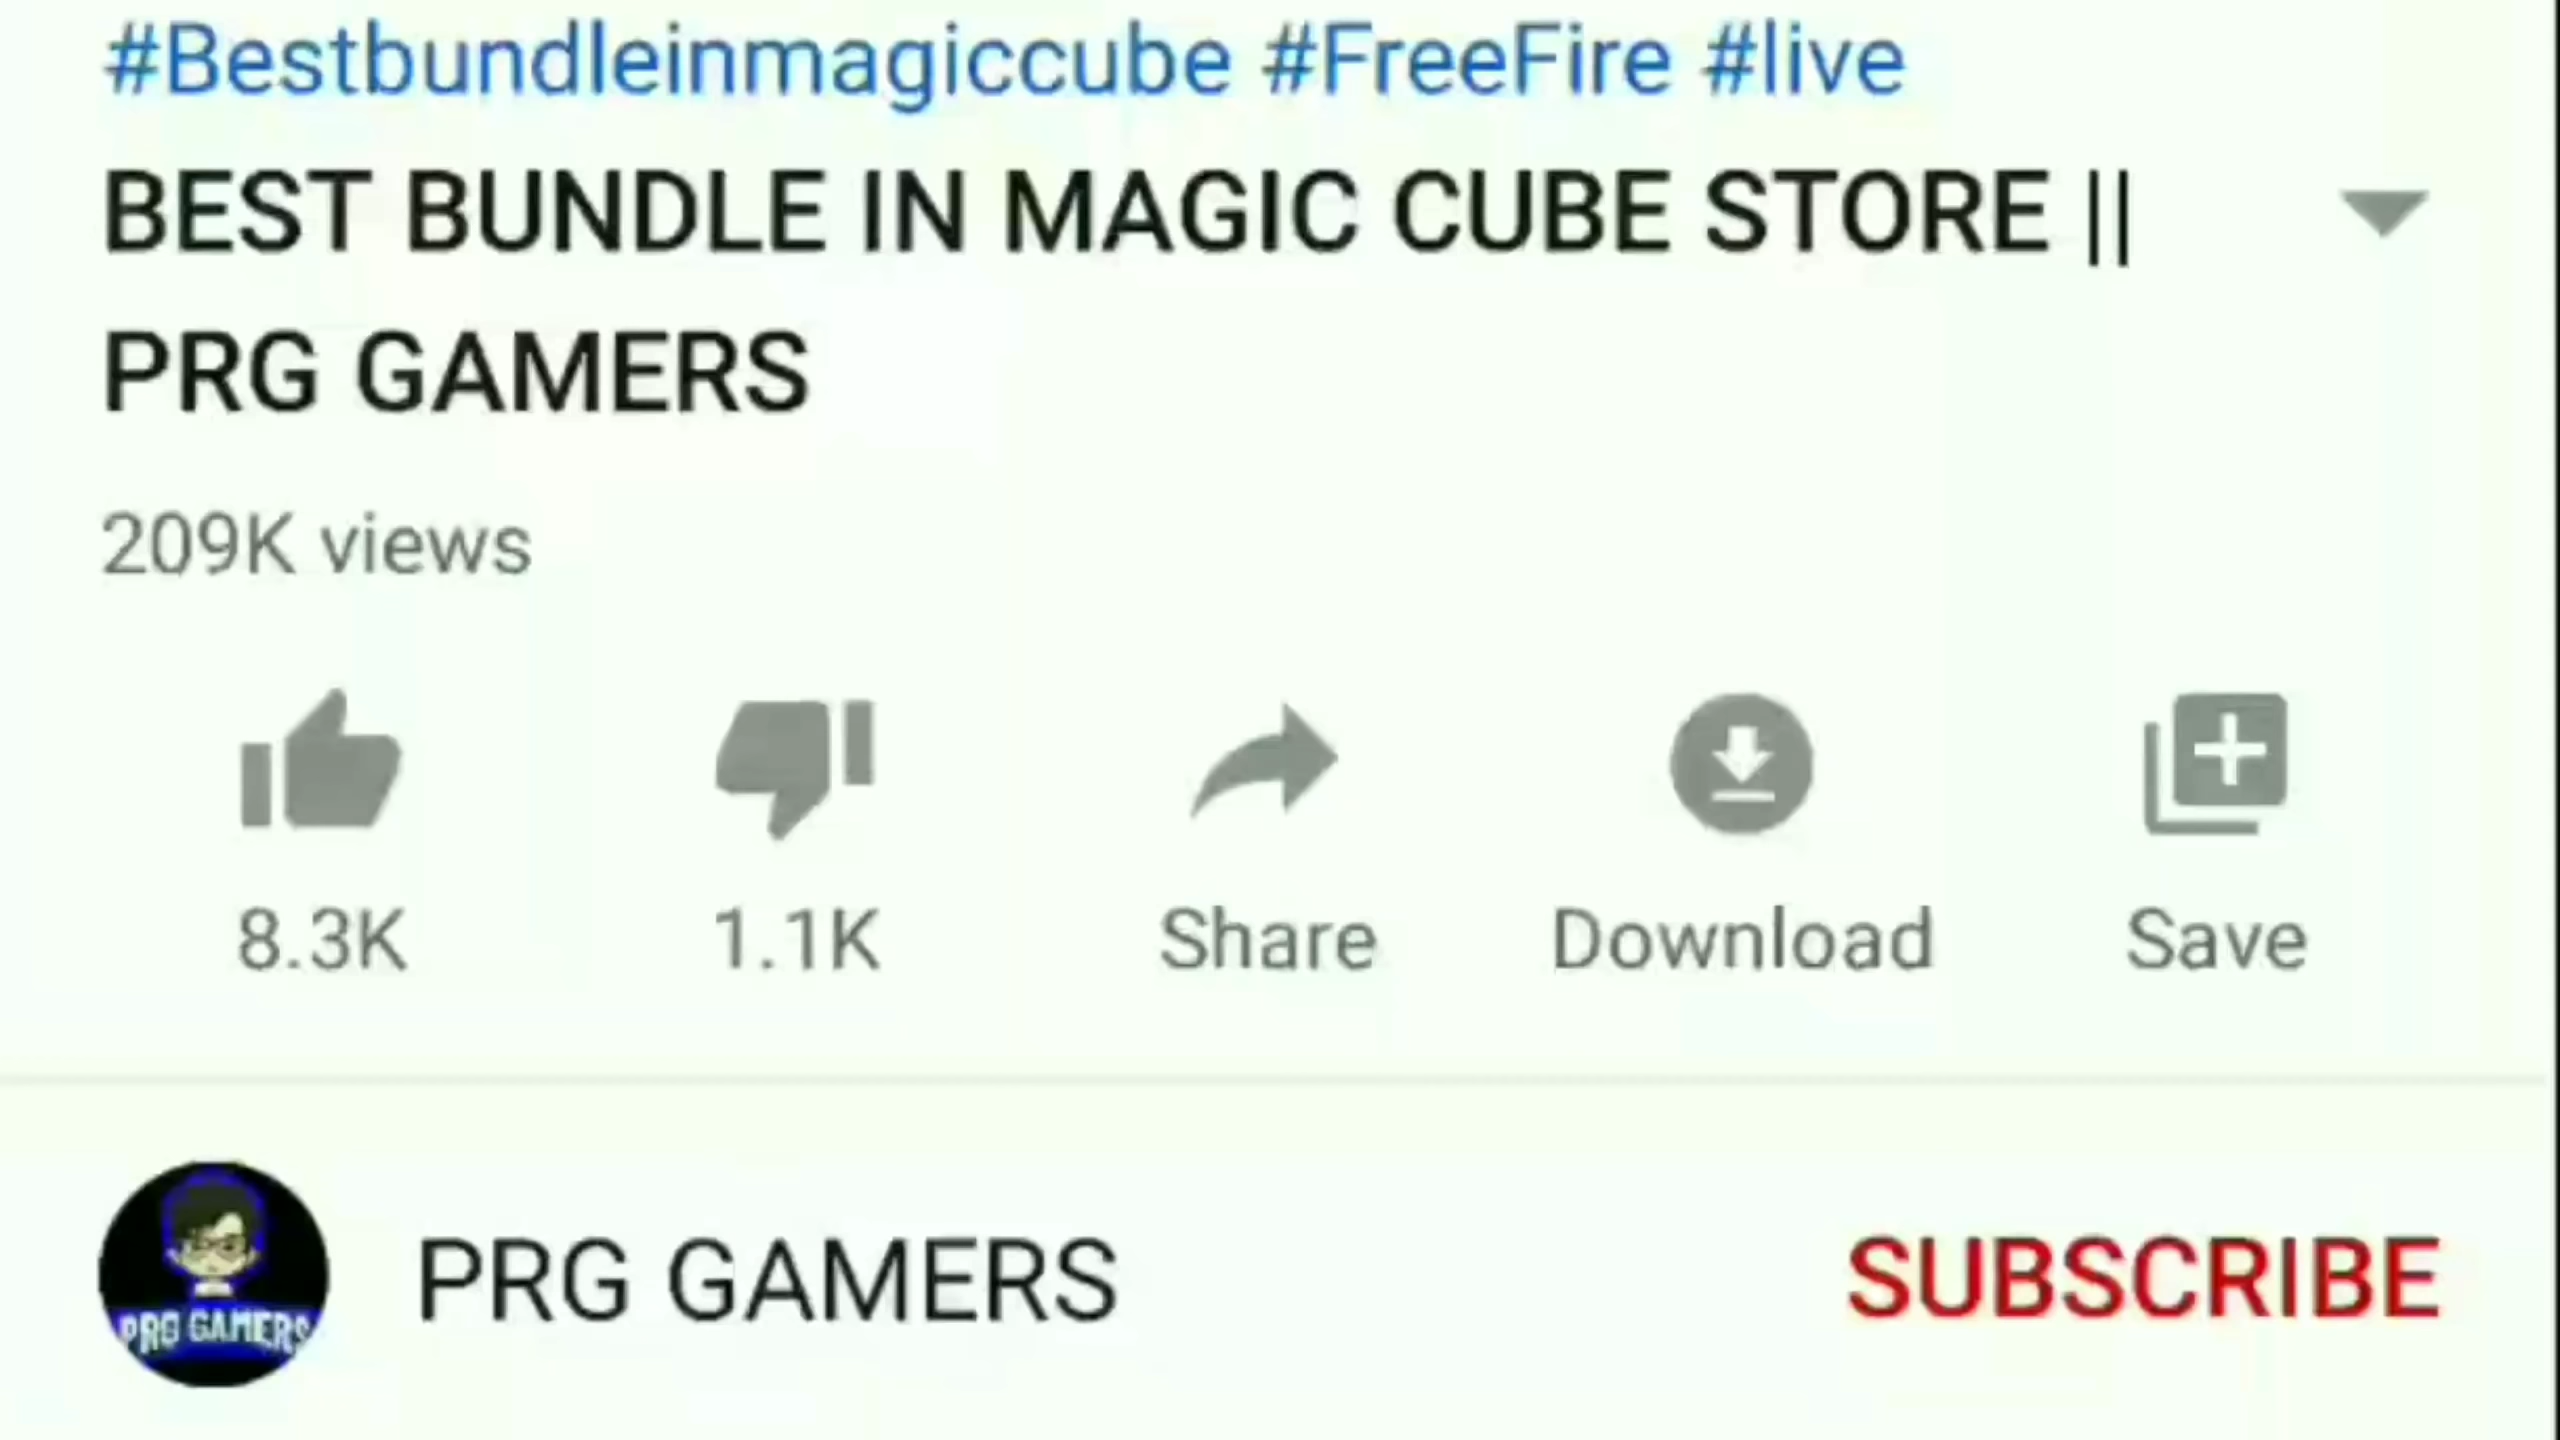 #Bestbundleinmagiccube #FreeFire #live
BEST BUNDLE IN MAGIC CUBE STORE ||
PRG GAMERS
209K views
8.3K 1.1K Share Download Save
PRG GAMERS
PRG GAMERS SUBSCRIBE